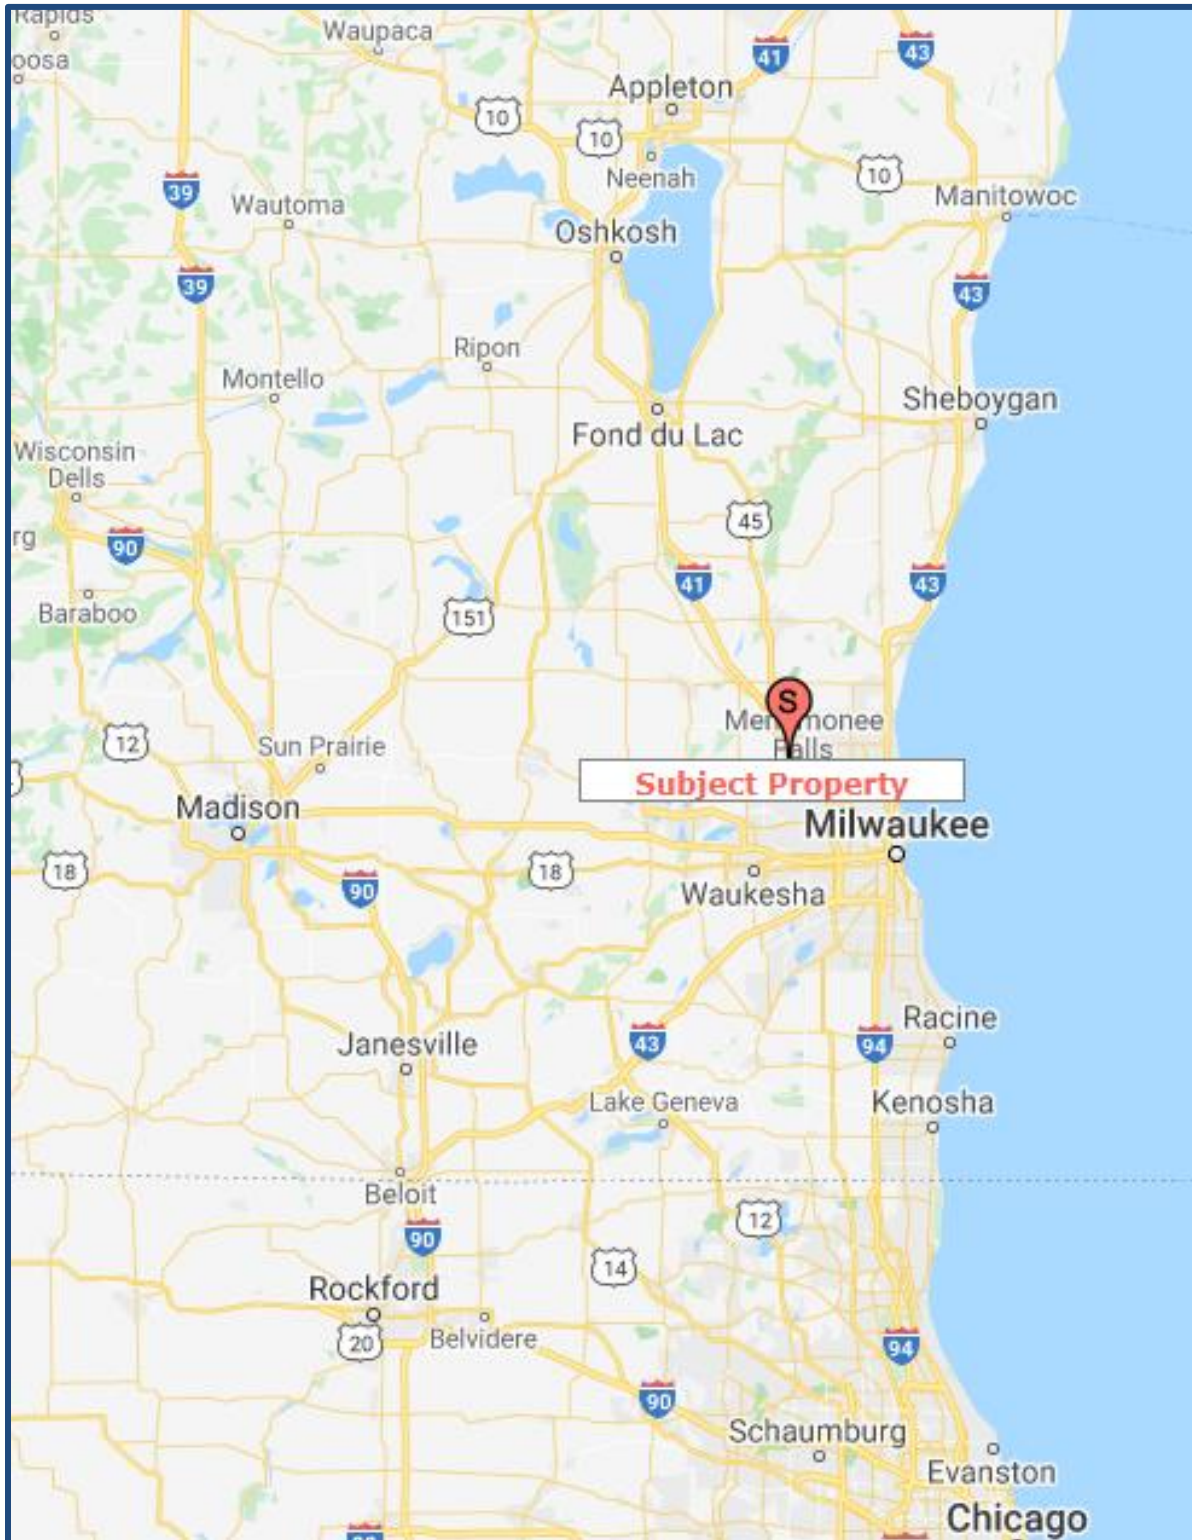 Rapids
Waupaca
41
43
oosa
Appleton
10
10
Neenah
10
39
Manitowoc
Wautoma
Oshkosh
39
43
Ripon
Montello
Sheboygan
Fond du Lac
Wisconsin
Dells
45
rg
90
41
43
Baraboo
151
S
Menomonee
Falls
12
Sun Prairie
Subject Property
Madison
Milwaukee
18
18
90
Waukesha
Racine
Janesville
43
94
Lake Geneva
Kenosha
Beloit
12
90
14
Rockford
20
Belvidere
94
90
Schaumburg
Evanston
Chicago